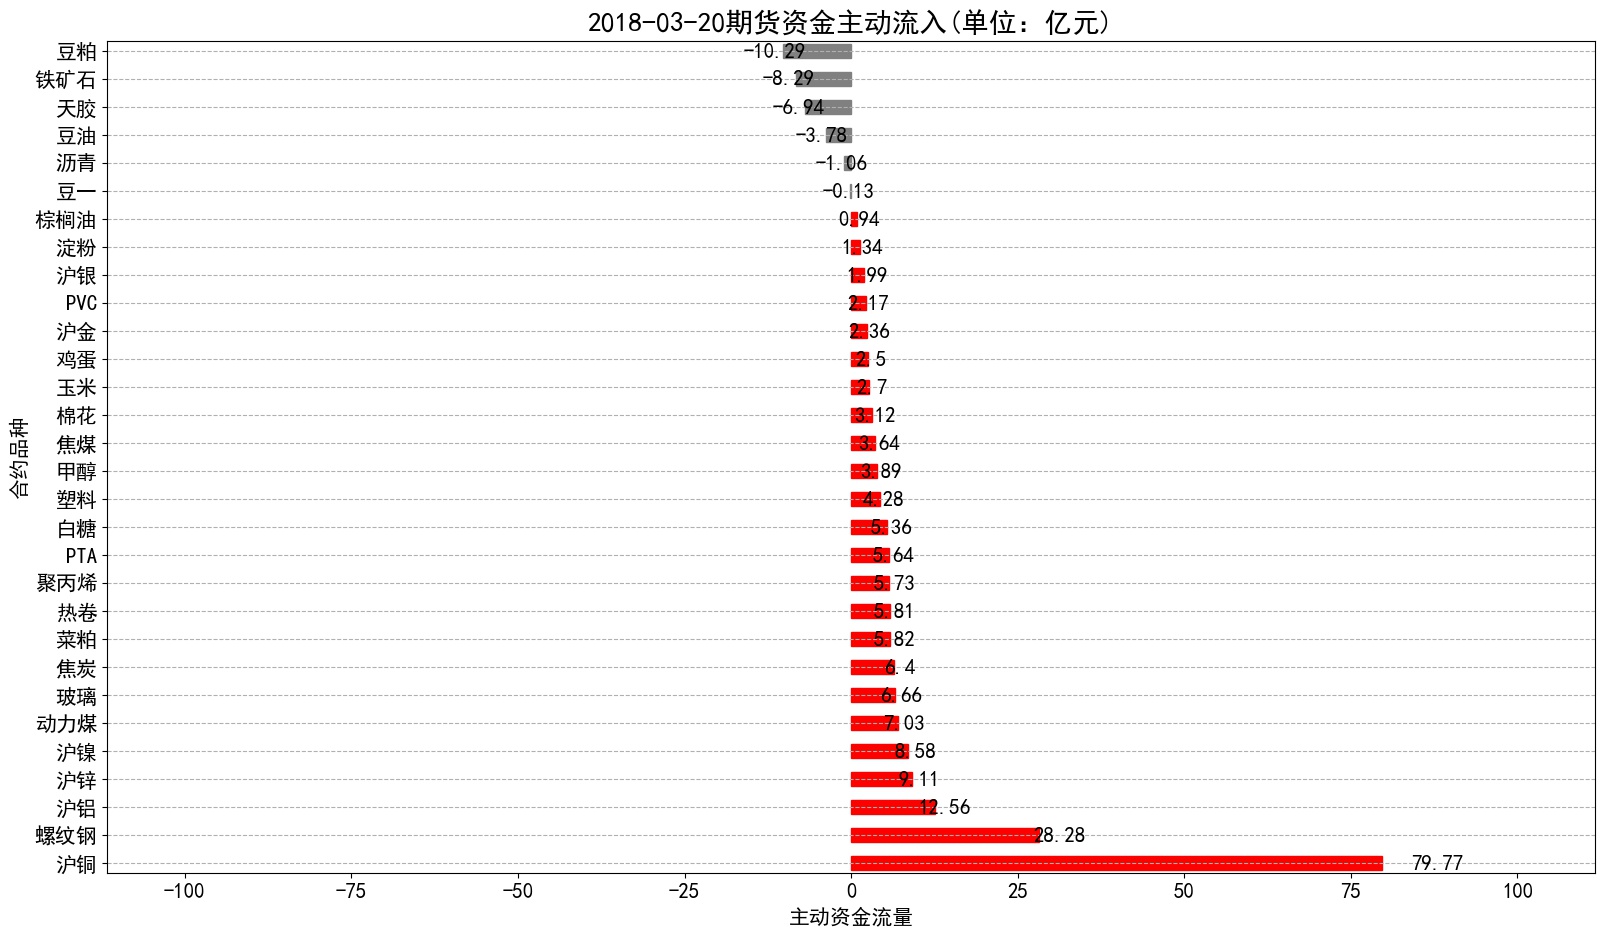 2018-03-20期货资金主动流入(单位：亿元)
豆粕 -10.29
铁矿石 -8.29
天胶 -6.94
豆油 -3.78
沥青 -1.06
豆一 -0.13
棕榈油 0.94
淀粉 1.34
沪银 1.99
PVC 2.17
沪金 2.36
鸡蛋 2.5
玉米 2.7
棉花 3.12
焦煤 3.64
甲醇 3.89
塑料 4.28
白糖 5.36
PTA 5.64
聚丙烯 5.73
热卷 5.81
菜粕 5.82
焦炭 6.4
玻璃 6.66
动力煤 7.03
沪镍 8.58
沪锌 9.11
沪铝 12.56
螺纹钢 28.28
沪铜 79.77
合约品种
-100 -75 -50 -25 0 25 50 75 100
主动资金流量